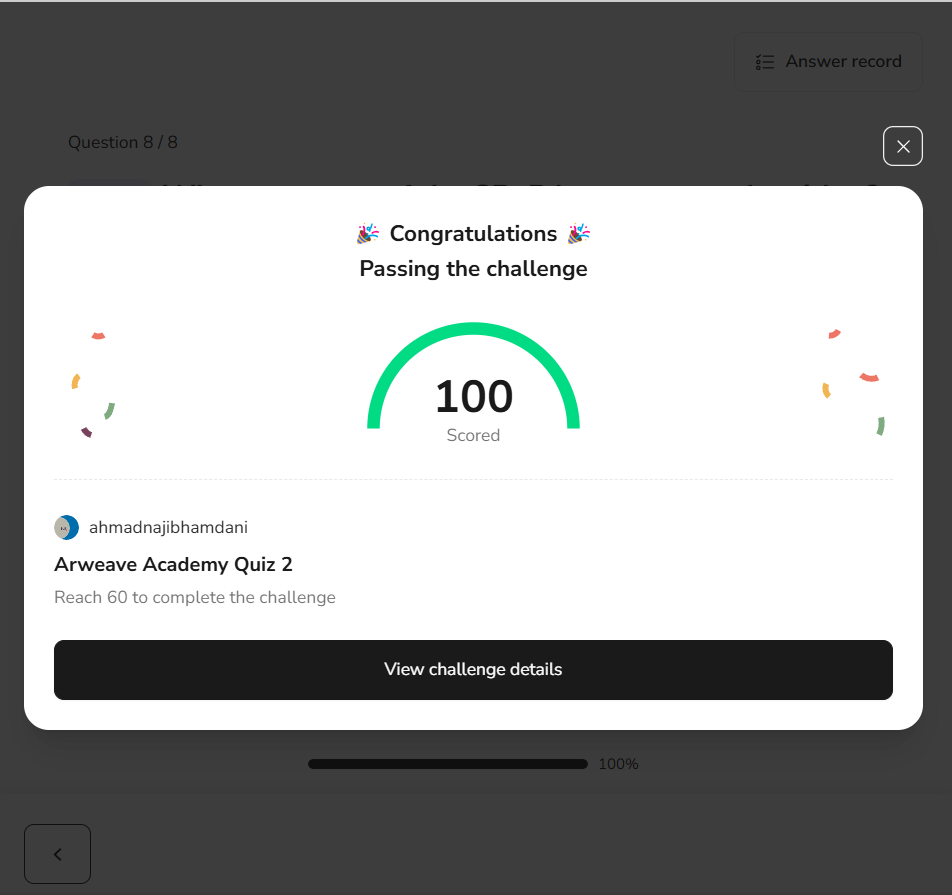 Answer record
Question 8 / 8
Congratulations
Passing the challenge
100
Scored
ahmadnajibhamdani
Arweave Academy Quiz 2
Reach 60 to complete the challenge
View challenge details
100%